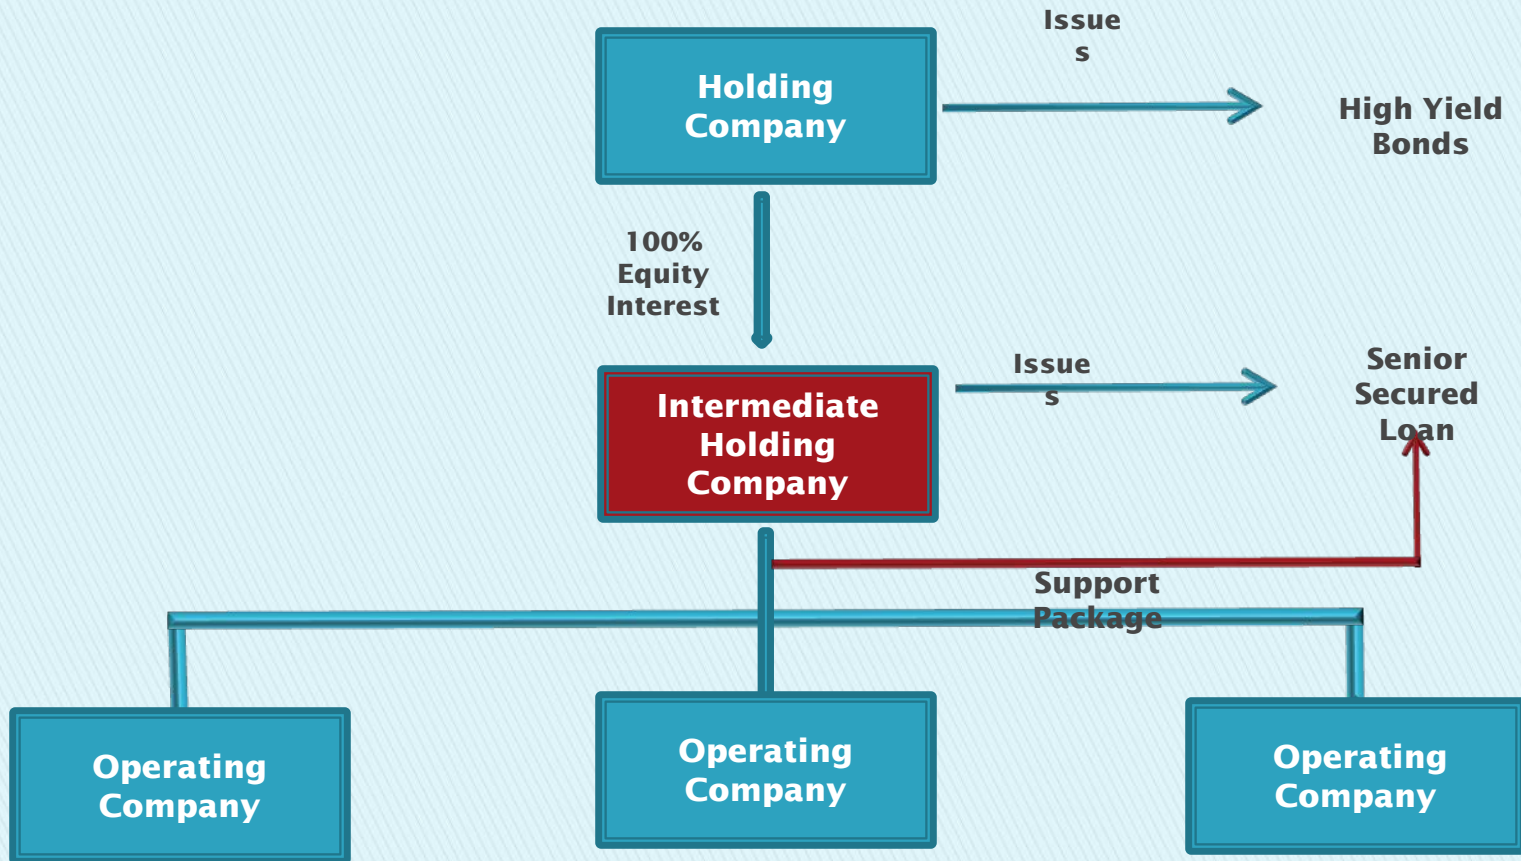 Issue
s
Holding
Company
High Yield
Bonds
100%
Equity
Interest
Issue
s
Senior
Secured
Loan
Intermediate
Holding
Company
Support
Package
Operating
Company
Operating
Company
Operating
Company